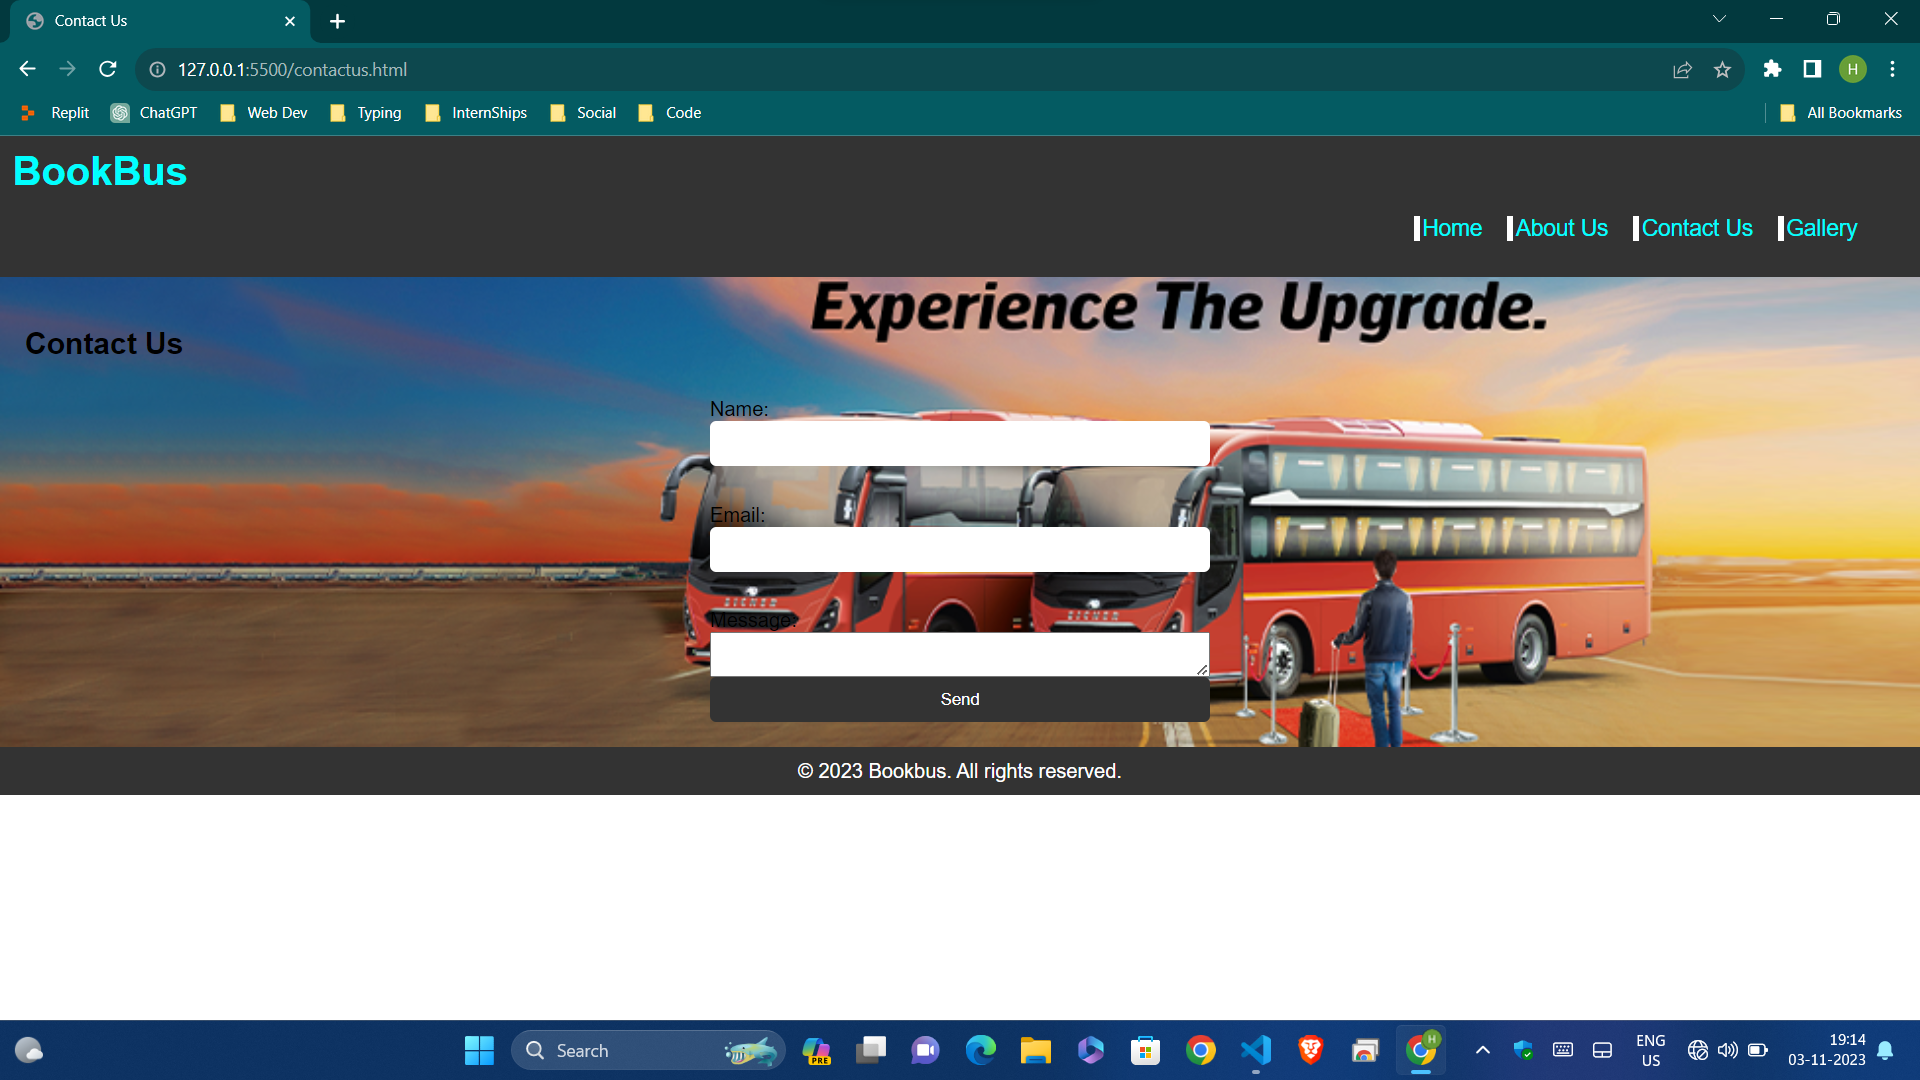 Contact Us
127.0.0.1:5500/contactus.html
H
Replit
ChatGPT
Web Dev
Typing
InternShips
Social
Code
All Bookmarks
BookBus
Home
About Us
Contact Us
Gallery
Experience The Upgrade.
Contact Us
Name:
Email:
Message:
Send
© 2023 Bookbus. All rights reserved.
Search
PRE
H
ENG
US
19:14
03-11-2023